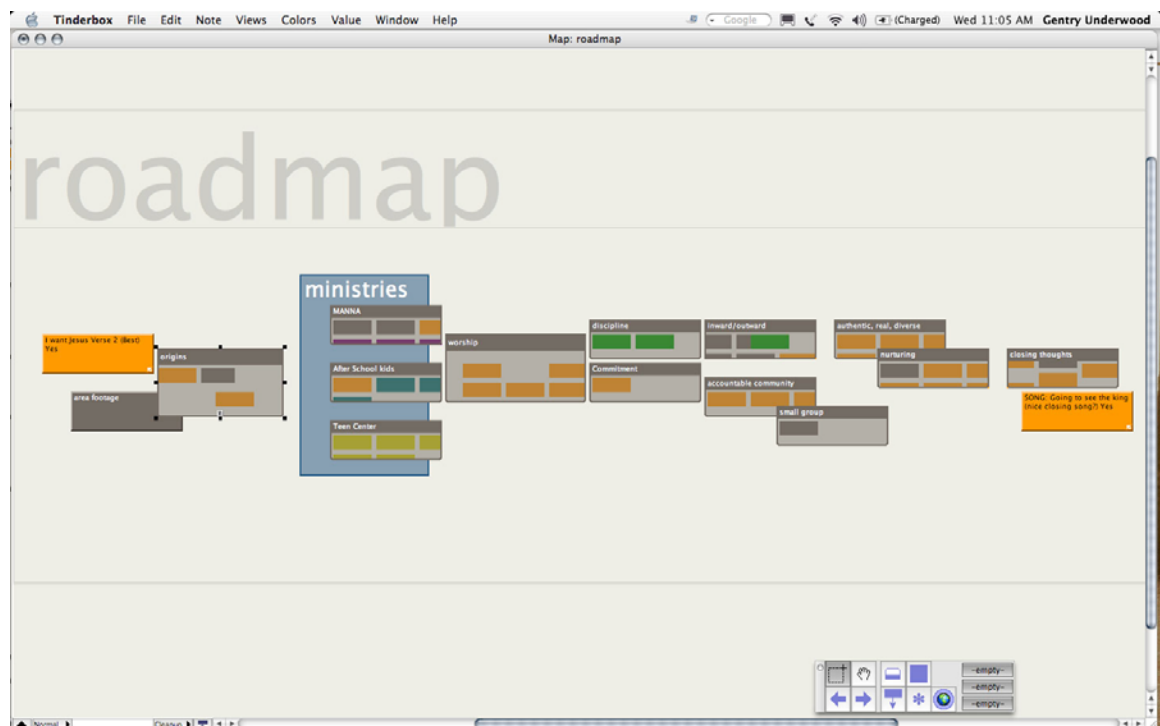 Tinderbox File Edit Note Views Colors Value Window Help
Google (Charged) Wed 11:05 AM Gentry Underwood
Map: roadmap
roadmap
ministries
MANNA
After School kids
Teen Center
I want Jesus Verse 2 (Best)
Yes
origins
area footage
worship
discipline
Commitment
inward/outward
accountable community
small group
authentic, real, diverse
nurturing
closing thoughts
SONG: Going to see the king
(nice closing song?) Yes
-empty-
-empty-
-empty-
Normal Cleanup